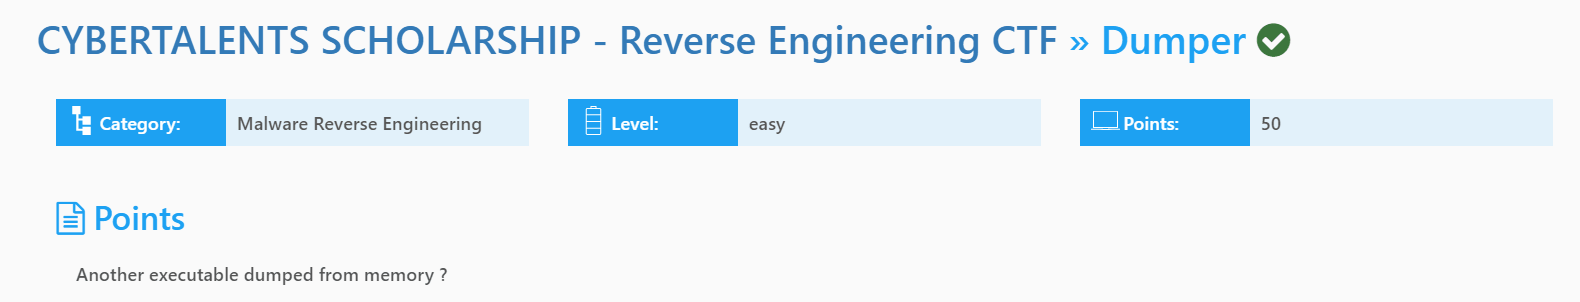 CYBERTALENTS SCHOLARSHIP - Reverse Engineering CTF » Dumper
Category: Malware Reverse Engineering
Level: easy
Points: 50
Points
Another executable dumped from memory ?